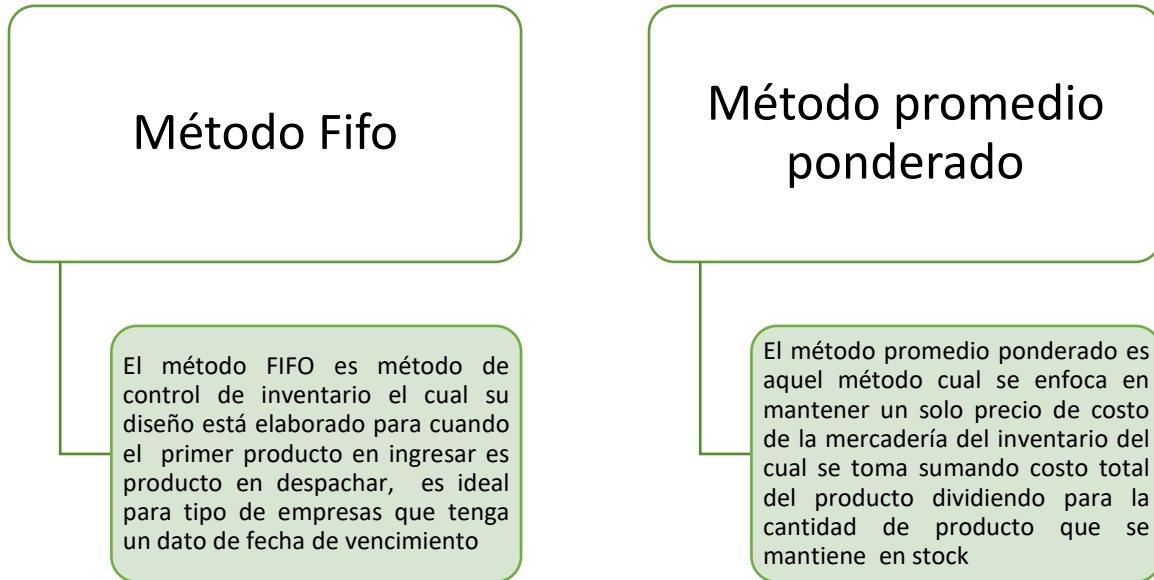 Método Fifo
El método FIFO es método de
control de inventario el cual su
diseño está elaborado para cuando
el primer producto en ingresar es
producto en despachar, es ideal
para tipo de empresas que tenga
un dato de fecha de vencimiento
Método promedio
ponderado
El método promedio ponderado es
aquel método cual se enfoca en
mantener un solo precio de costo
de la mercadería del inventario del
cual se toma sumando costo total
del producto dividiendo para la
cantidad de producto que se
mantiene en stock